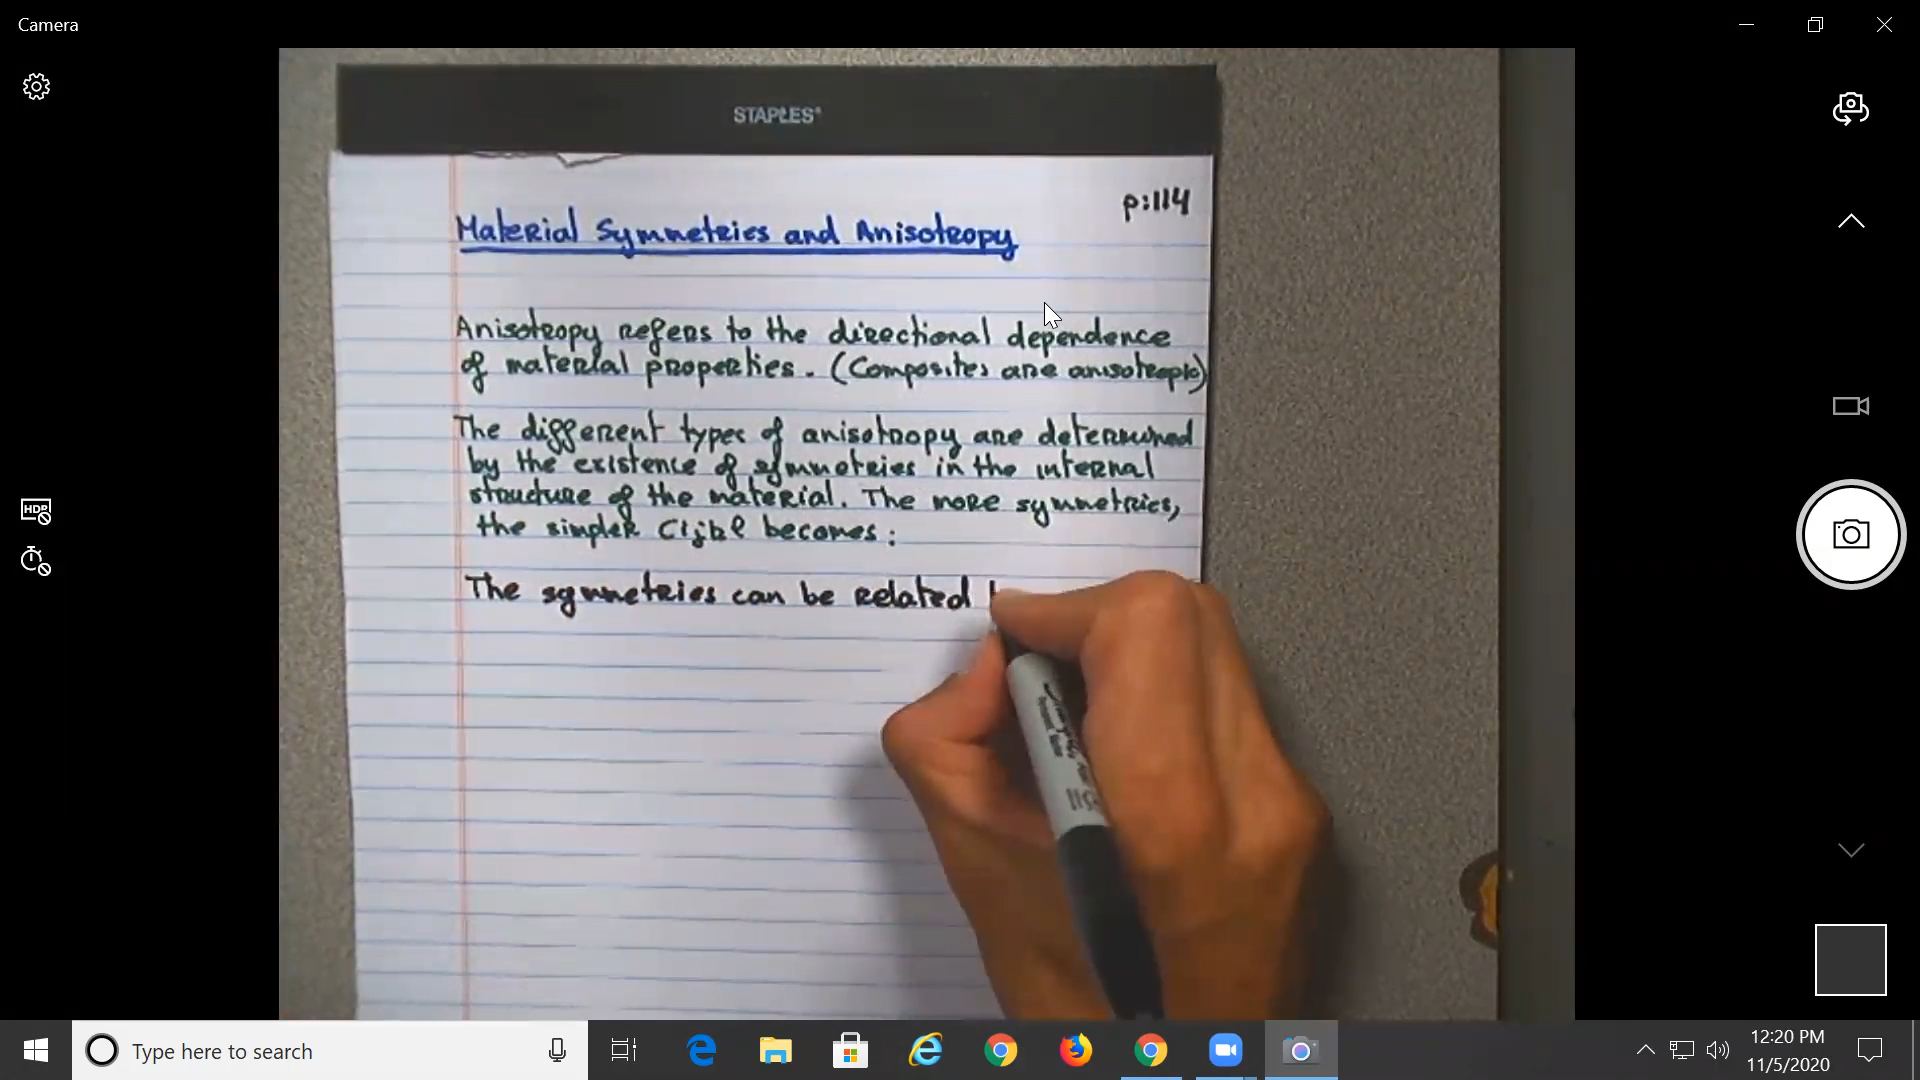 Camera
STAPLES
p:114
Material Symmetries and Anisotropy
Anisotropy refers to the directional dependence
of material properties. (Composites are anisotropic)
The different types of anisotropy are determined
by the existence of symmetries in the internal
structure of the material. The more symmetries,
the simpler Cijkl becomes:
The symmetries can be related
HDR
Type here to search
12:20 PM
11/5/2020